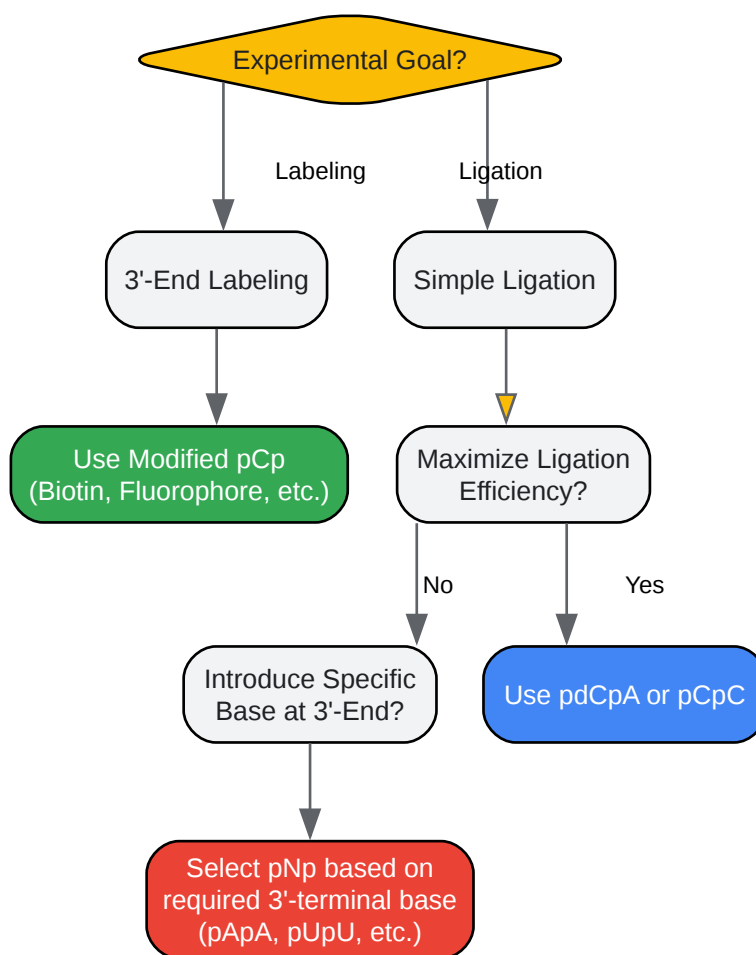 Experimental Goal?
Labeling
Ligation
3'-End Labeling
Simple Ligation
Use Modified pCp
(Biotin, Fluorophore, etc.)
Maximize Ligation
Efficiency?
No
Yes
Introduce Specific
Base at 3'-End?
Use pdCpA or pCpC
Select pNp based on
required 3'-terminal base
(pApA, pUpU, etc.)